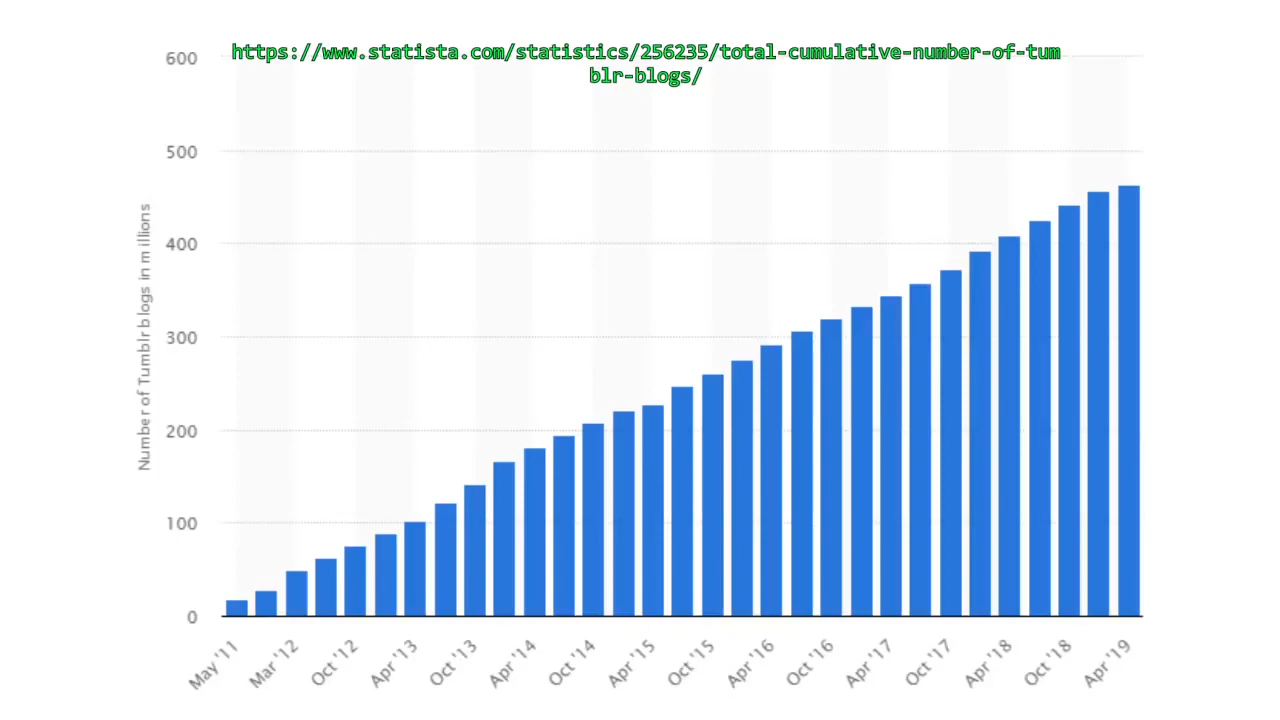 https://www.statista.com/statistics/256235/total-cumulative-number-of-tum
blr-blogs/
600
500
400
300
200
100
0
Number of Tumblr blogs in millions
May '11
Mar '12
Oct '12
Apr '13
Oct '13
Apr '14
Oct '14
Apr '15
Oct '15
Apr '16
Oct '16
Apr '17
Oct '17
Apr '18
Oct '18
Apr '19